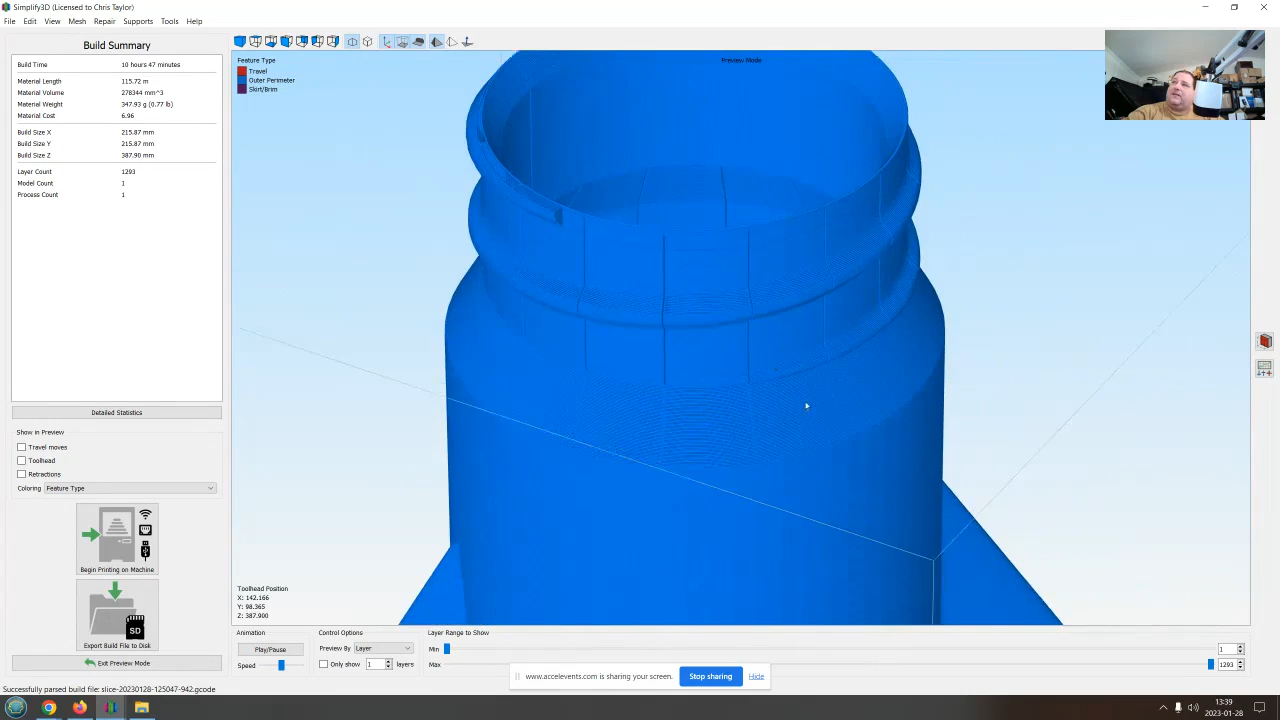 Simplify3D (Licensed to Chris Taylor)
File Edit View Mesh Repair Supports Tools Help
Build Summary
Build Time 10 hours 47 minutes
Material Length 115.72 m
Material Volume 278344 mm^3
Material Weight 347.93 g (0.77 lb)
Material Cost 6.96
Build Size X 215.87 mm
Build Size Y 215.87 mm
Build Size Z 387.90 mm
Layer Count 1293
Model Count 1
Process Count 1
Detailed Statistics
Show in Preview
Travel moves
Toolhead
Retractions
Coloring Feature Type
Begin Printing on Machine
SD
Export Build File to Disk
Exit Preview Mode
Feature Type
Travel
Outer Perimeter
Skirt/Brim
Preview Mode
Toolhead Position
X: 142.166
Y: 98.365
Z: 387.900
Animation
Play/Pause
Speed
Control Options
Preview By Layer
Only show 1 layers
Layer Range to Show
Min 1
Max 1293
www.accelevents.com is sharing your screen. Stop sharing Hide
Successfully parsed build file: slice-20230128-125047-942.gcode
13:39
2023-01-28